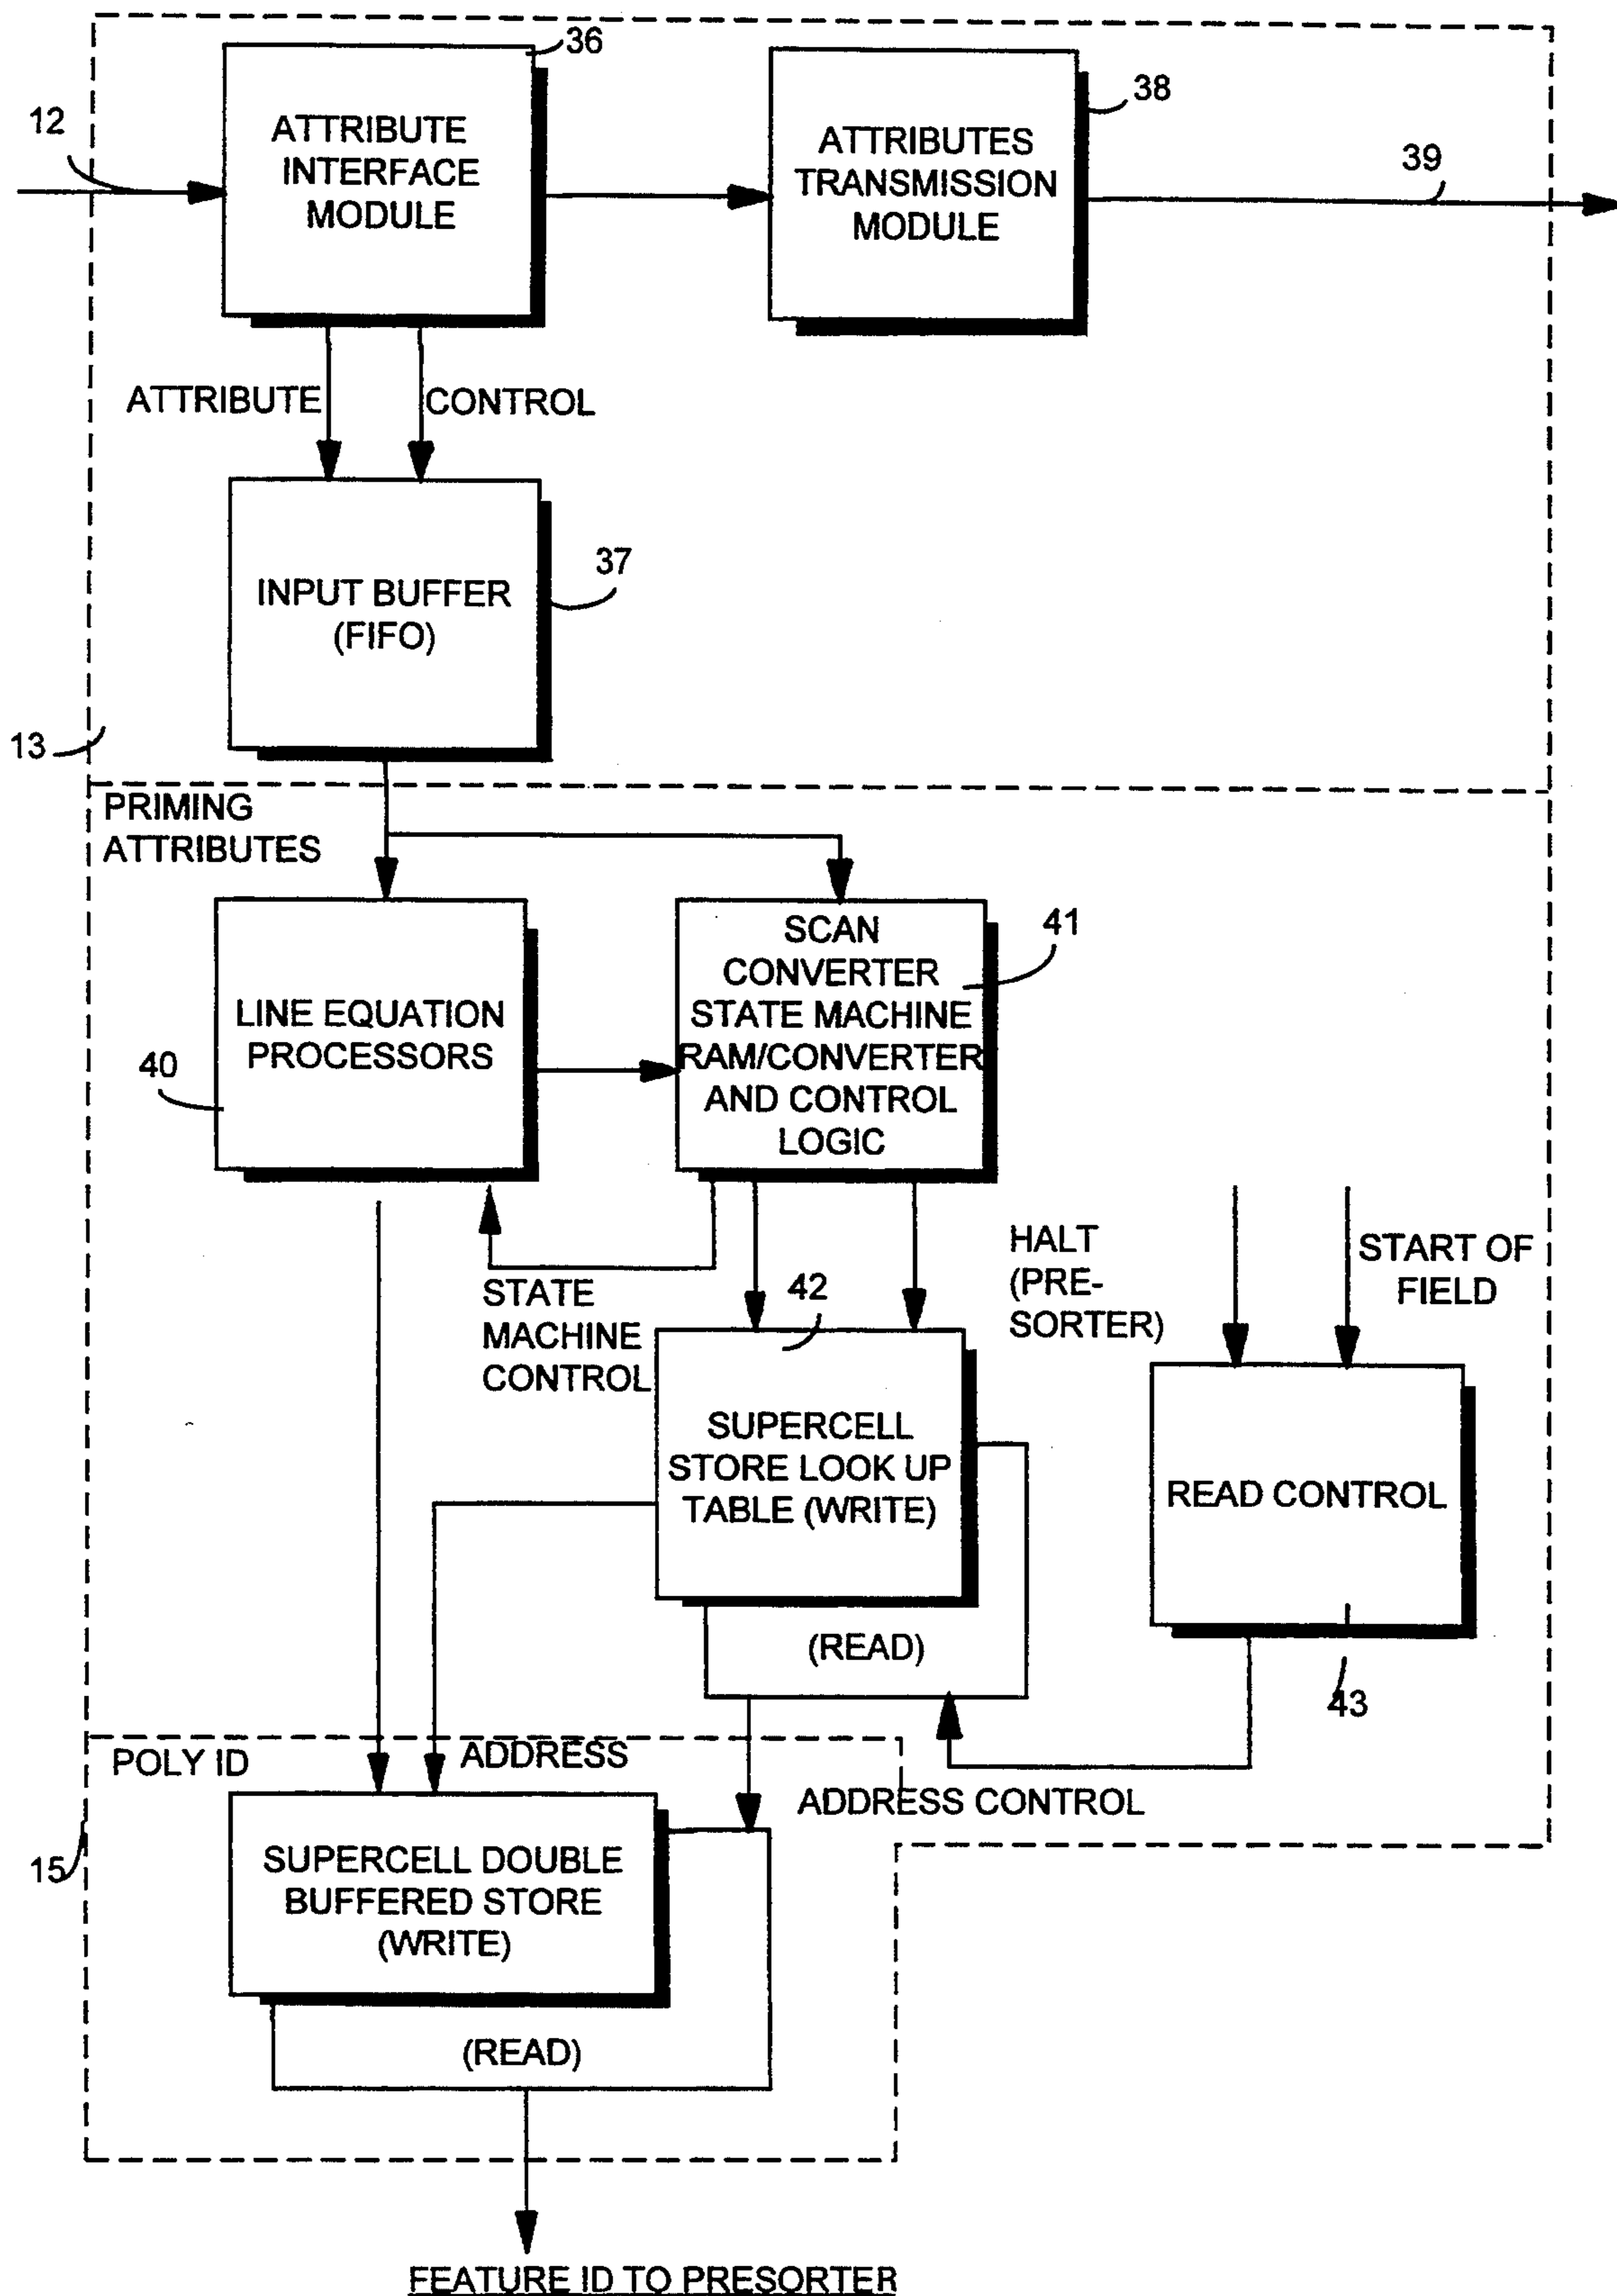 36
38
12
39
ATTRIBUTE
INTERFACE
MODULE
ATTRIBUTES
TRANSMISSION
MODULE
ATTRIBUTE
CONTROL
37
INPUT BUFFER
(FIFO)
13
PRIMING
ATTRIBUTES
41
SCAN
CONVERTER
STATE MACHINE
RAM/CONVERTER
AND CONTROL
LOGIC
LINE EQUATION
PROCESSORS
40
HALT
(PRE-
SORTER)
START OF
FIELD
STATE
MACHINE
CONTROL
42
SUPERCELL
STORE LOOK UP
TABLE (WRITE)
READ CONTROL
(READ)
43
POLY ID
ADDRESS
ADDRESS CONTROL
15
SUPERCELL DOUBLE
BUFFERED STORE
(WRITE)
(READ)
FEATURE ID TO PRESORTER